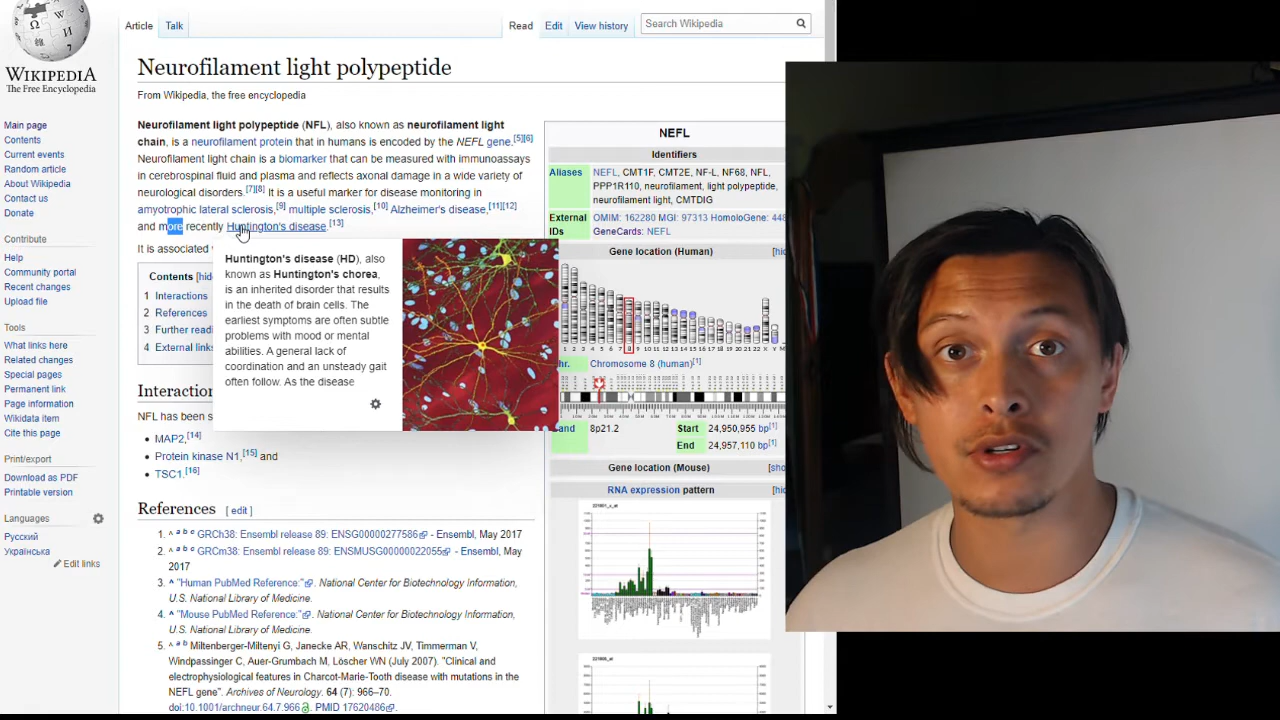 WIKIPEDIA
The Free Encyclopedia
Main page
Contents
Current events
Random article
About Wikipedia
Contact us
Donate
Contribute
Help
Community portal
Recent changes
Upload file
Tools
What links here
Related changes
Special pages
Permanent link
Page information
Cite this page
Wikidata item
Print/export
Download as PDF
Printable version
Languages
Русский
Українська
Edit links
Article Talk Read Edit View history Search Wikipedia
Neurofilament light polypeptide
From Wikipedia, the free encyclopedia
Neurofilament light polypeptide (NFL), also known as neurofilament light
chain, is a neurofilament protein that in humans is encoded by the NEFL gene.[5][6]
Neurofilament light chain is a biomarker that can be measured with immunoassays
in cerebrospinal fluid and plasma and reflects axonal damage in a wide variety of
neurological disorders.[7][8] It is a useful marker for disease monitoring in
amyotrophic lateral sclerosis,[9] multiple sclerosis,[10] Alzheimer's disease,[11][12]
and more recently Huntington's disease.[13]
It is associated
Huntington's disease (HD), also
known as Huntington's chorea,
is an inherited disorder that results
in the death of brain cells. The
earliest symptoms are often subtle
problems with mood or mental
abilities. A general lack of
coordination and an unsteady gait
often follow. As the disease
Contents [hide
1 Interactions
2 References
3 Further readi
4 External links
Interaction
NFL has been s
• MAP2,[14]
• Protein kinase N1,[15] and
• TSC1.[16]
References [ edit ]
1. ^ a b c GRCh38: Ensembl release 89: ENSG00000277586 - Ensembl, May 2017
2. ^ a b c GRCm38: Ensembl release 89: ENSMUSG00000022055 - Ensembl, May
2017
3. ^ "Human PubMed Reference:". National Center for Biotechnology Information,
U.S. National Library of Medicine.
4. ^ "Mouse PubMed Reference:". National Center for Biotechnology Information,
U.S. National Library of Medicine.
5. ^ a b Miltenberger-Miltenyi G, Janecke AR, Wanschitz JV, Timmerman V,
Windpassinger C, Auer-Grumbach M, Löscher WN (July 2007). "Clinical and
electrophysiological features in Charcot-Marie-Tooth disease with mutations in the
NEFL gene". Archives of Neurology. 64 (7): 966–70.
doi:10.1001/archneur.64.7.966. PMID 17620486.
NEFL
Identifiers
Aliases NEFL, CMT1F, CMT2E, NF-L, NF68, NFL,
PPP1R110, neurofilament, light polypeptide,
neurofilament light, CMTDIG
External OMIM: 162280 MGI: 97313 HomoloGene: 448
IDs GeneCards: NEFL
Gene location (Human) [hi
hr. Chromosome 8 (human)[1]
and 8p21.2 Start 24,950,955 bp[1]
End 24,957,110 bp[1]
Gene location (Mouse) [sho
RNA expression pattern [hi